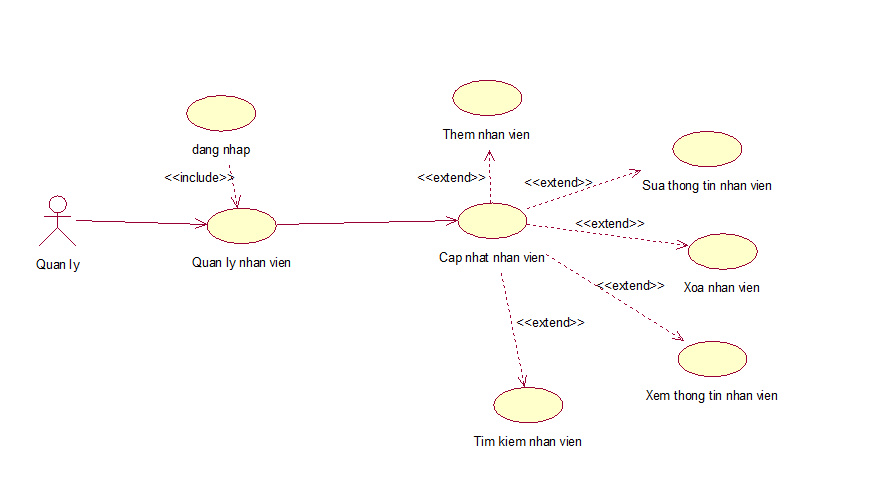 Them nhan vien
dang nhap
<<include>>
<<extend>>
<<extend>>
Sua thong tin nhan vien
<<extend>>
Quan ly
Quan ly nhan vien
Cap nhat nhan vien
Xoa nhan vien
<<extend>>
<<extend>>
Xem thong tin nhan vien
Tim kiem nhan vien